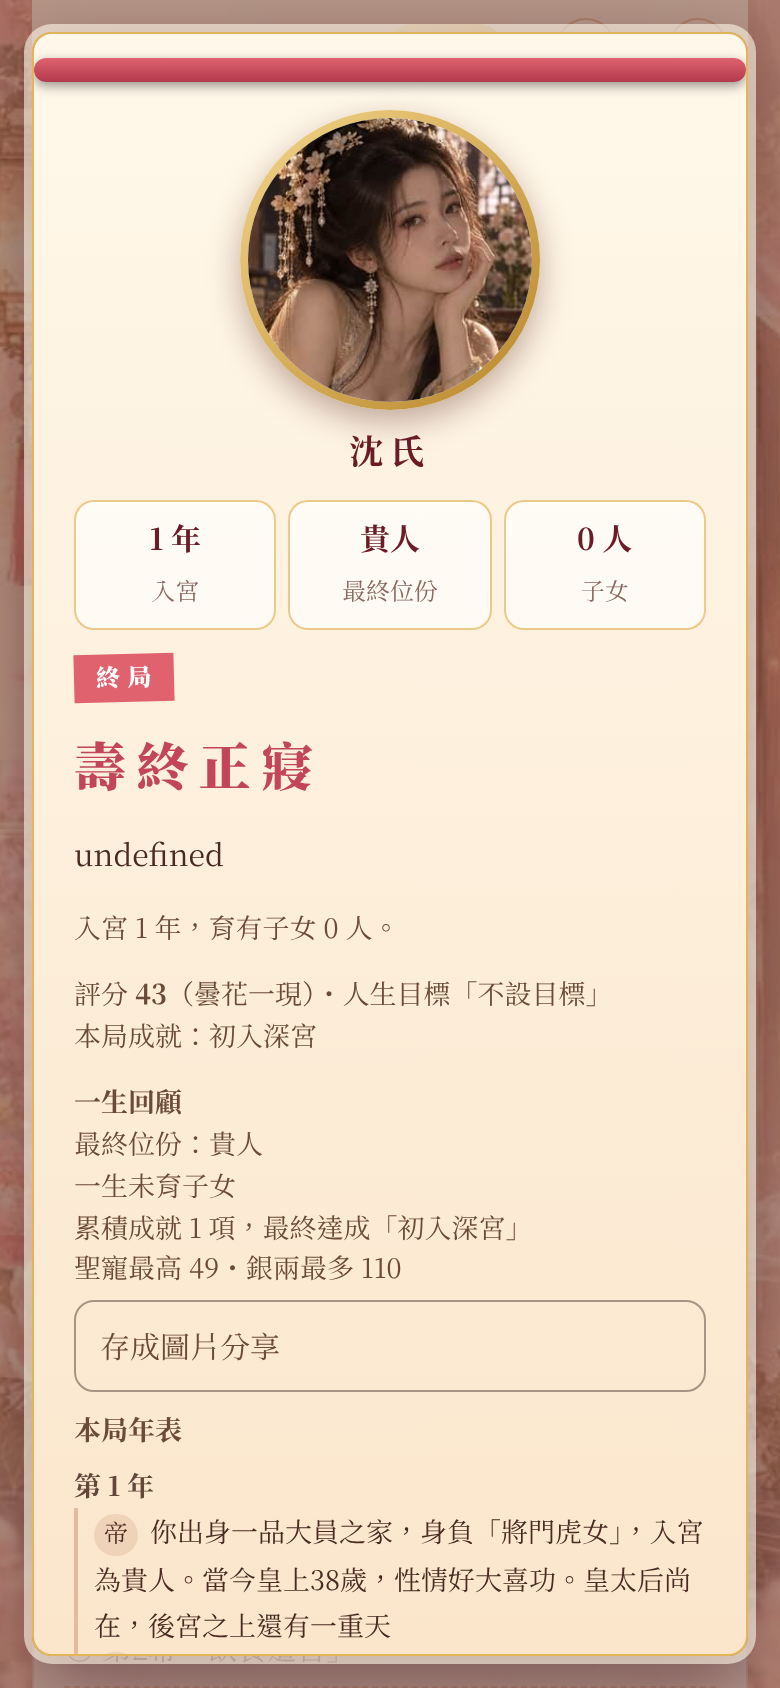 沈氏
1 年
入宮
貴人
最終位份
0 人
子女
終局
壽終正寢
undefined
入宮 1 年，育有子女 0 人。
評分 43（曇花一現）・人生目標「不設目標」
本局成就：初入深宮
一生回顧
最終位份：貴人
一生未育子女
累積成就 1 項，最終達成「初入深宮」
聖寵最高 49・銀兩最多 110
存成圖片分享
本局年表
第 1 年
帝 你出身一品大員之家，身負「將門虎女」，入宮
為貴人。當今皇上38歲，性情好大喜功。皇太后尚
在，後宮之上還有一重天